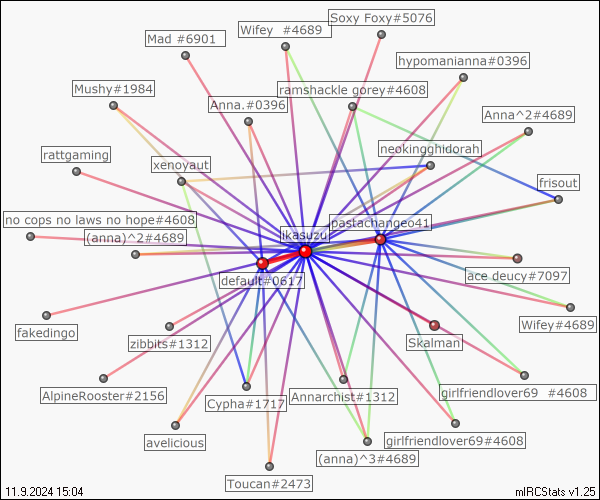 Soxy Foxy#5076
Wifey  #4689
Mad #6901
hypomanianna#0396
Mushy#1984
ramshackle gorey#4608
Anna.#0396
Anna^2#4689
neokingghidorah
rattgaming
xenoyaut
frisout
no cops no laws no hope#4608
pastachangeo41
ikasuzu
(anna)^2#4689
ace deucy#7097
default#0617
fakedingo
Wifey#4689
zibbits#1312
Skalman
AlpineRooster#2156
Annarchist#1312
girlfriendlover69  #4608
Cypha#1717
avelicious
girlfriendlover69#4608
(anna)^3#4689
Toucan#2473
11.9.2024 15:04
mIRCStats v1.25